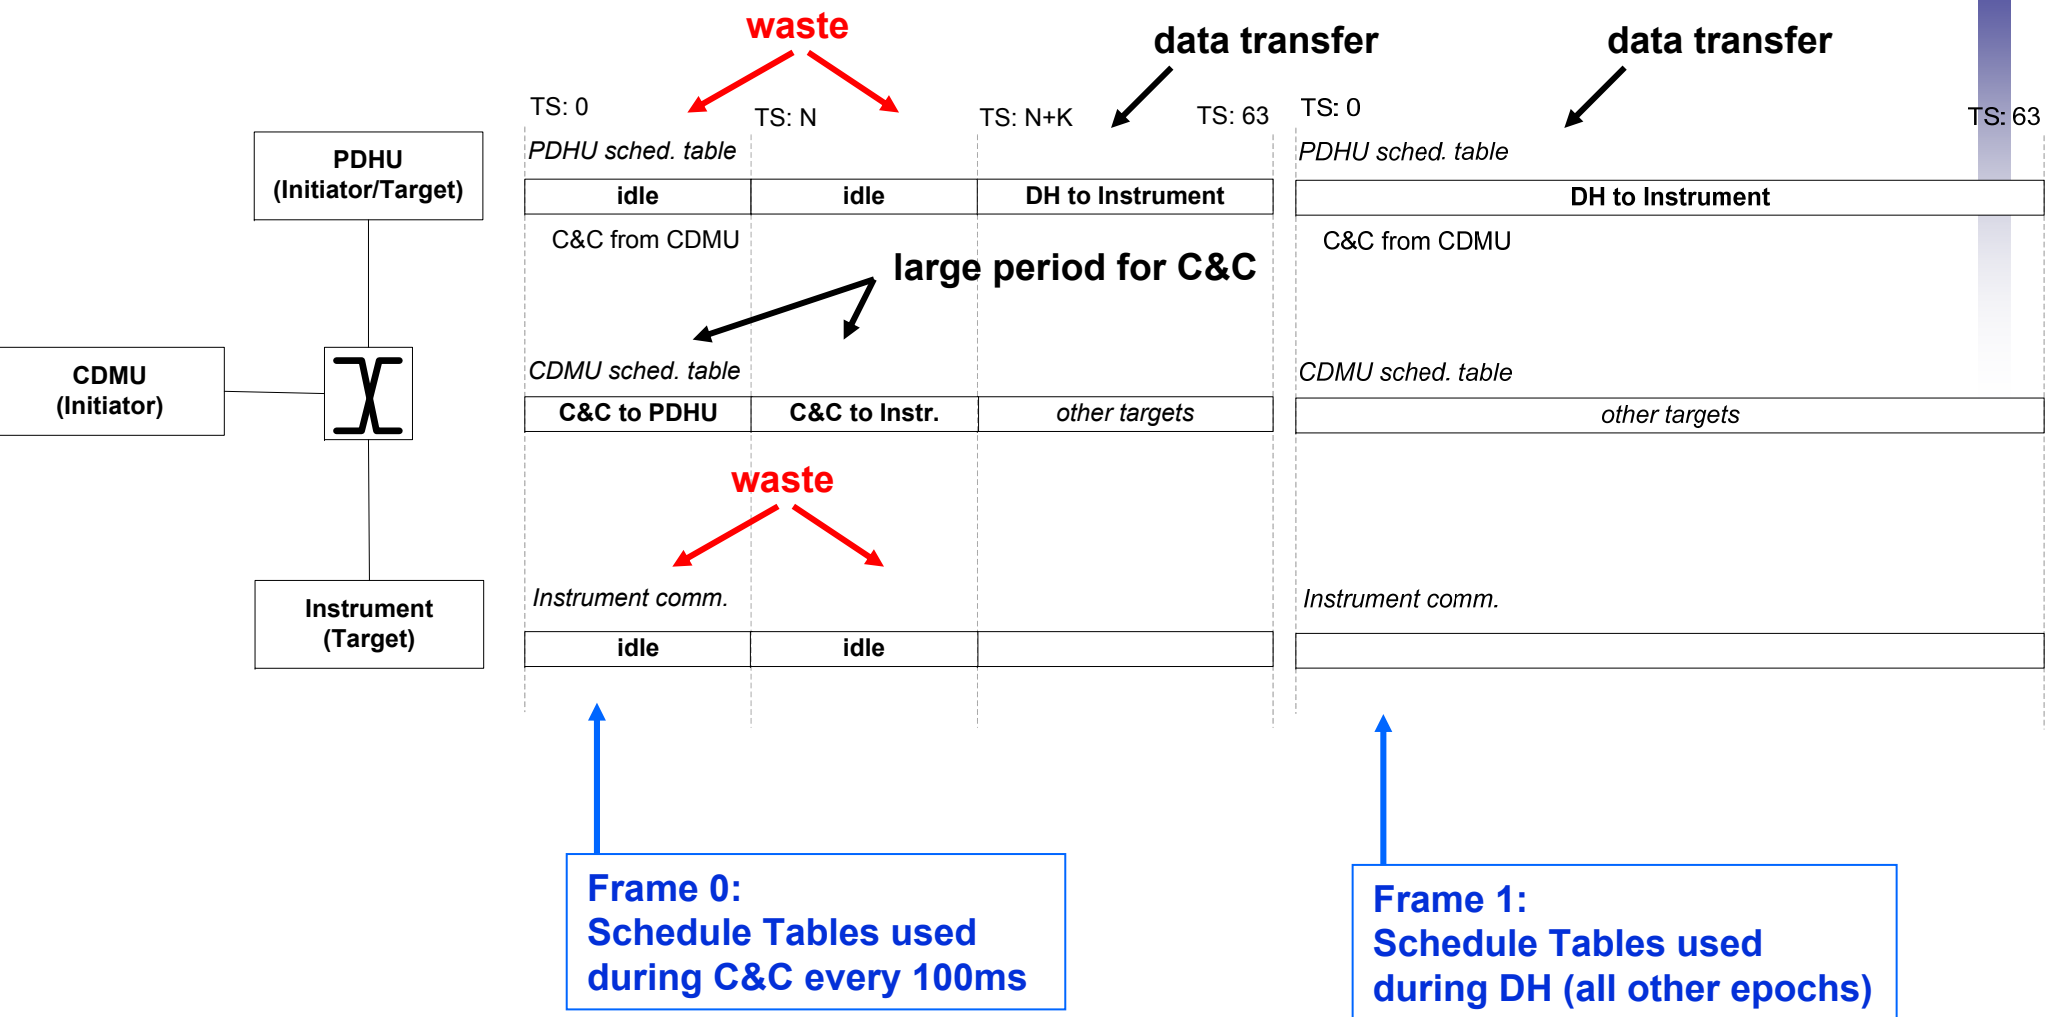 waste
data transfer
data transfer
TS: 0
TS: N
TS: N+K
TS: 63
TS: 0
TS: 63
PDHU
(Initiator/Target)
PDHU sched. table
PDHU sched. table
idle
idle
DH to Instrument
DH to Instrument
C&C from CDMU
C&C from CDMU
large period for C&C
CDMU
(Initiator)
CDMU sched. table
CDMU sched. table
C&C to PDHU
C&C to Instr.
other targets
other targets
waste
Instrument
(Target)
Instrument comm.
Instrument comm.
idle
idle
Frame 0:
Schedule Tables used
during C&C every 100ms
Frame 1:
Schedule Tables used
during DH (all other epochs)